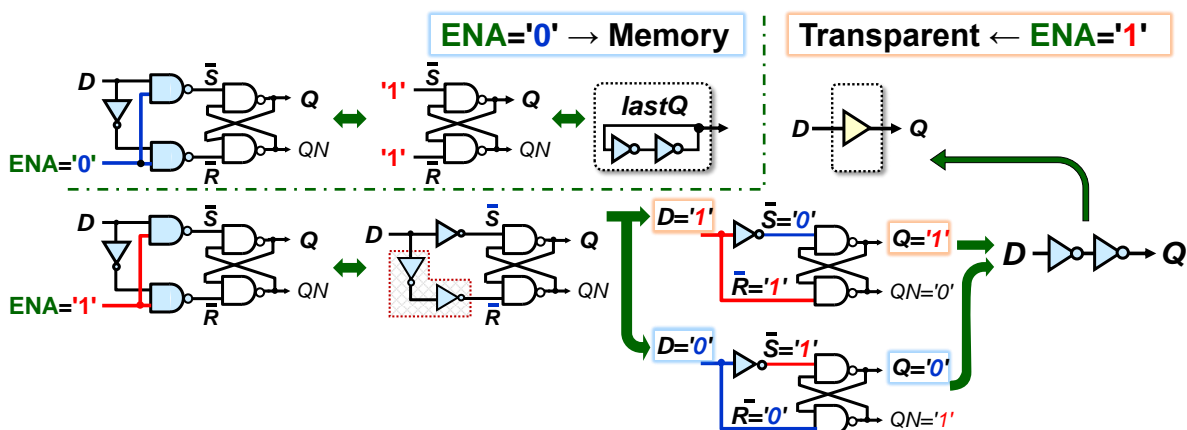 ENA='0' → Memory
Transparent ← ENA='1'
D
S̅
Q
ENA='0'
R̅
QN
'1'
S̅
Q
'1'
R̅
QN
lastQ
D
Q
D
S̅
Q
ENA='1'
R̅
QN
D
S̅
Q
R̅
QN
D='1'
S̅='0'
Q='1'
R̅='1'
QN='0'
D
Q
D='0'
S̅='1'
Q='0'
R̅='0'
QN='1'